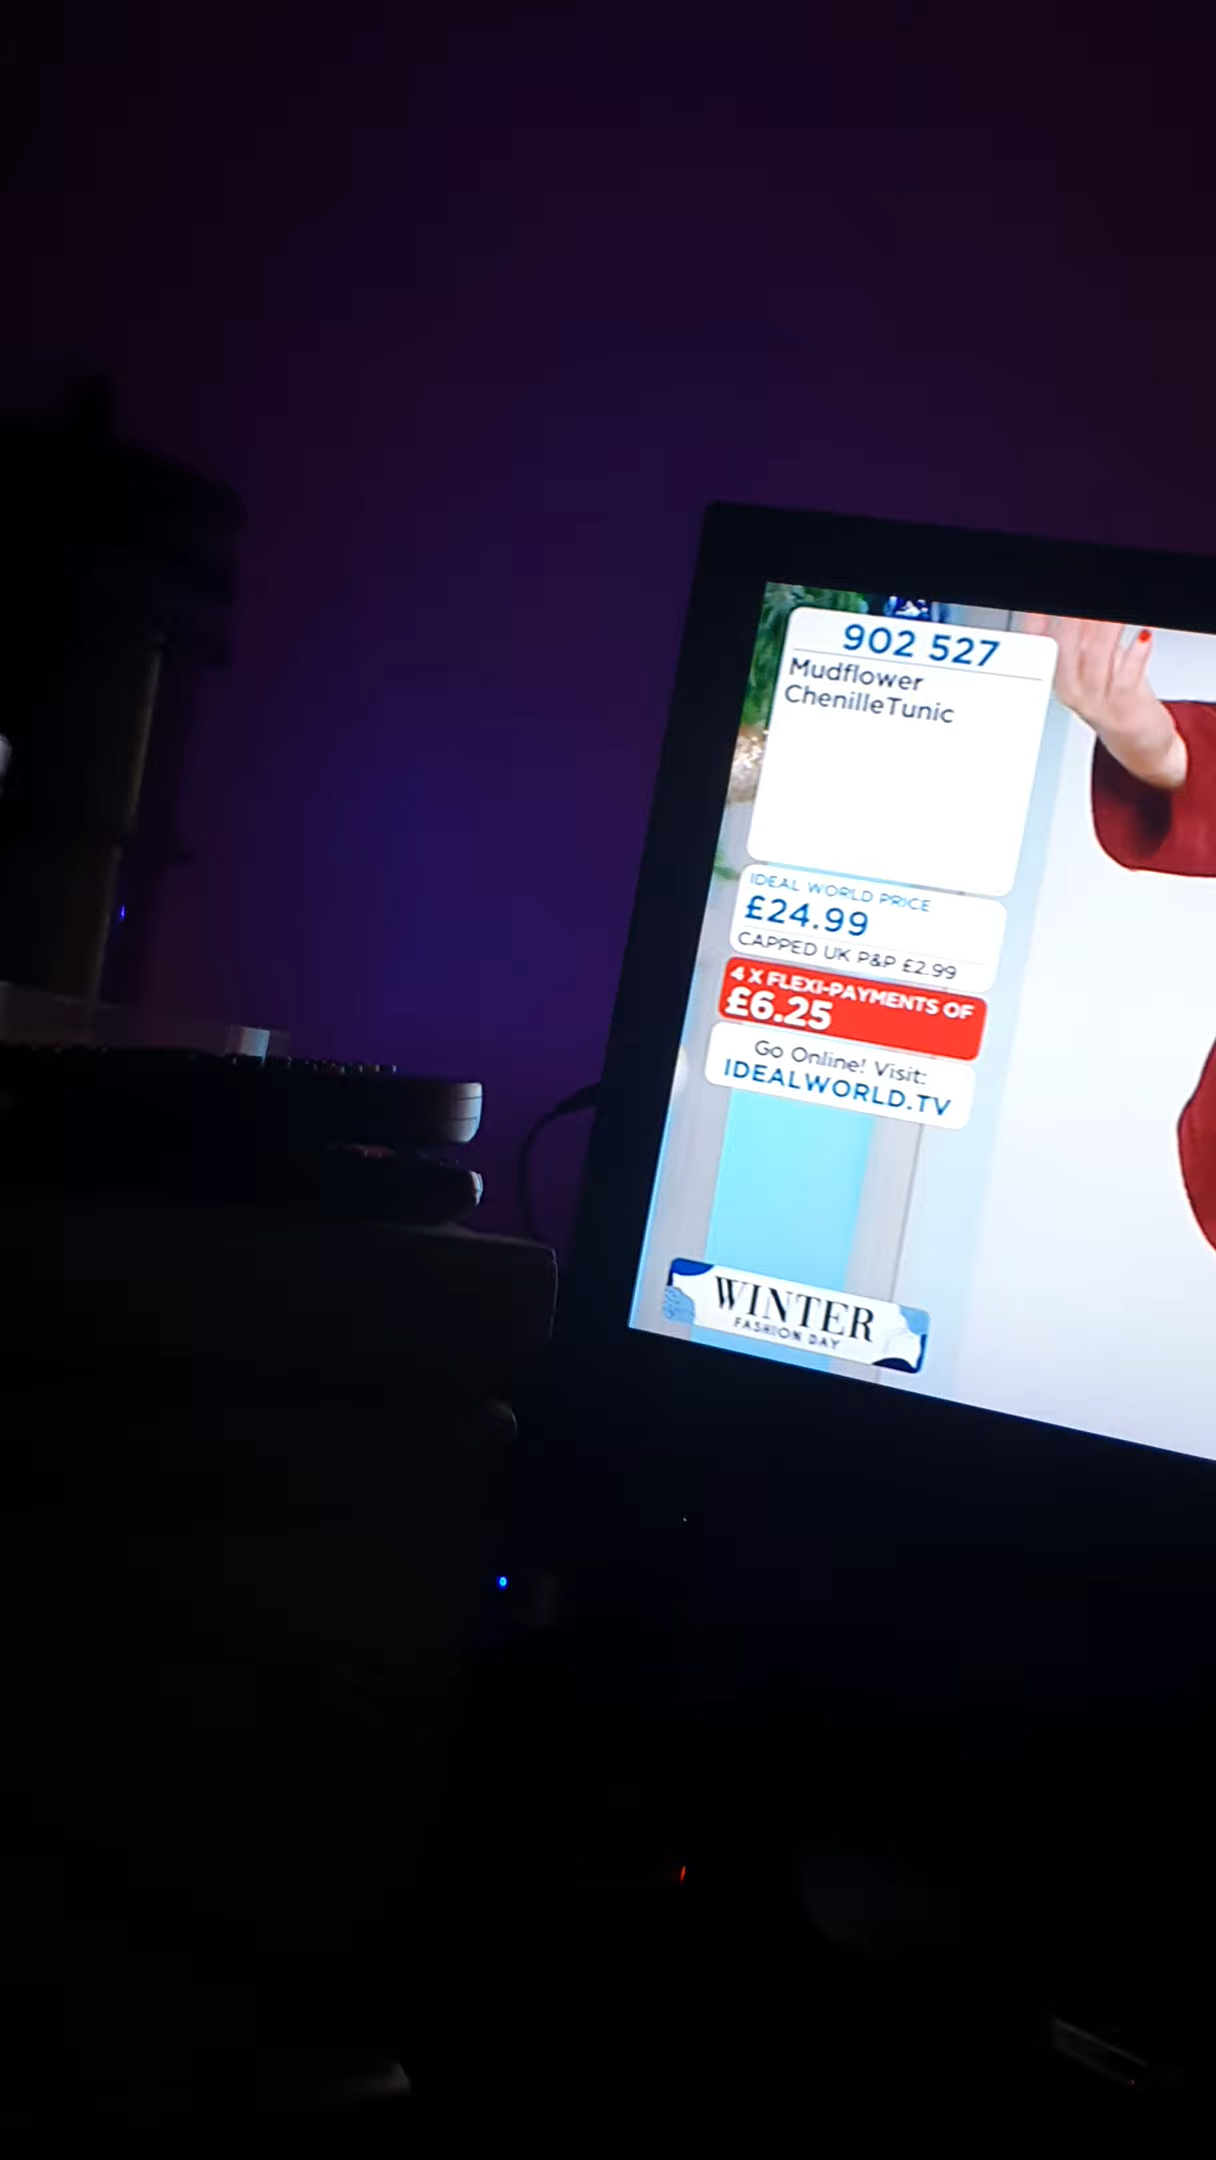 902 527
Mudflower
ChenilleTunic
IDEAL WORLD PRICE
£24.99
CAPPED UK P&P £2.99
4 X FLEXI-PAYMENTS OF
£6.25
Go Online! Visit:
IDEALWORLD.TV
WINTER
FASHION DAY